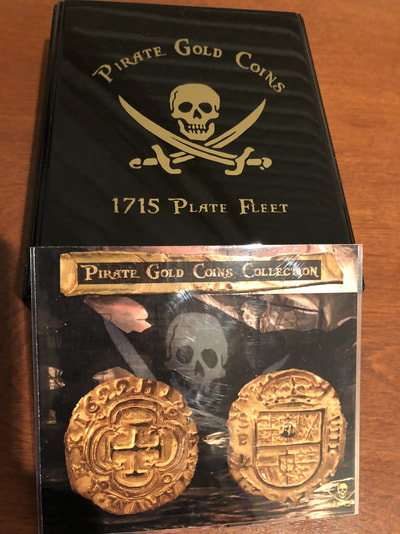 Pirate Gold Coins
1715 Plate Fleet
Pirate Gold Coins Collection